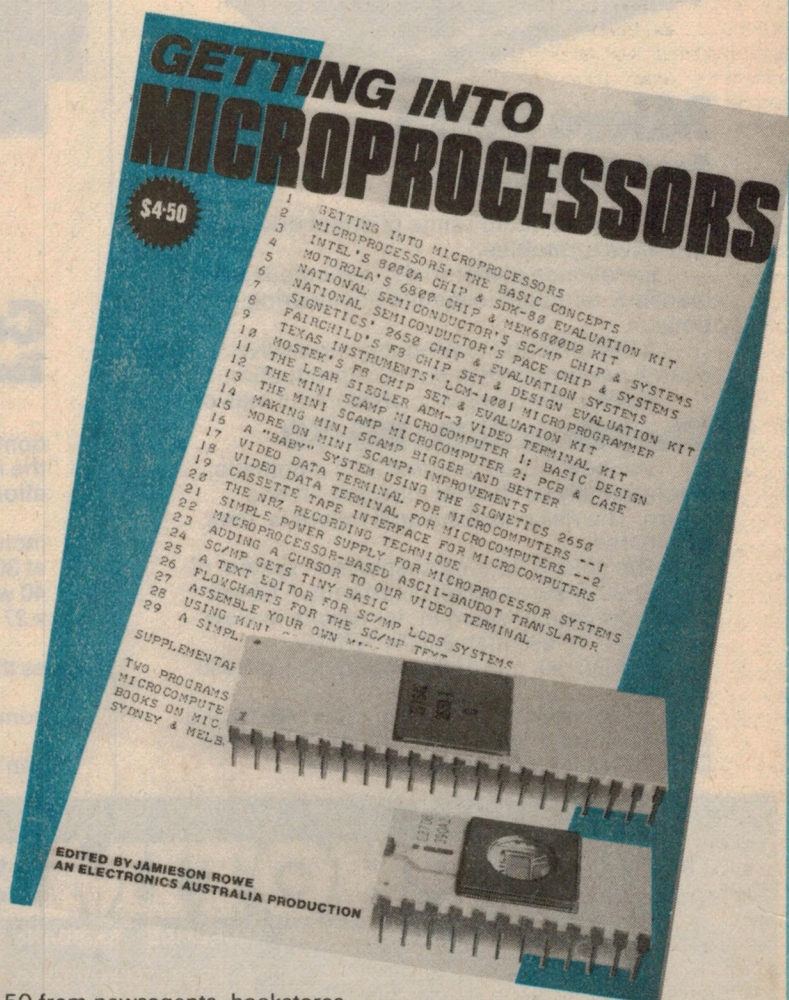 GETTING INTO
MICROPROCESSORS
$4·50
1 GETTING INTO MICROPROCESSORS
2 MICROPROCESSORS: THE BASIC CONCEPTS
3 INTEL'S 8080A CHIP & SDK-80 EVALUATION KIT
4 MOTOROLA'S 6800 CHIP & MEK6800D2 KIT
5 NATIONAL SEMICONDUCTOR'S SC/MP CHIP & SYSTEMS
6 NATIONAL SEMICONDUCTOR'S PACE CHIP & SYSTEMS
7 SIGNETICS' 2650 CHIP & EVALUATION SYSTEMS
8 FAIRCHILD'S F8 CHIP SET & DESIGN EVALUATION KIT
9 TEXAS INSTRUMENTS' LCM-1001 MICROPROGRAMMER
10 MOSTEK'S F8 CHIP SET & EVALUATION KIT
11 THE LEAR SIEGLER ADM-3 VIDEO TERMINAL KIT
12 THE MINI SCAMP MICROCOMPUTER 1: BASIC DESIGN
13 THE MINI SCAMP MICROCOMPUTER 2: PCB & CASE
14 MAKING MINI SCAMP BIGGER AND BETTER
15 MORE ON MINI SCAMP: IMPROVEMENTS
16 A "BABY" SYSTEM USING THE SIGNETICS 2650
17 VIDEO DATA TERMINAL FOR MICROCOMPUTERS --1
18 VIDEO DATA TERMINAL FOR MICROCOMPUTERS --2
19 CASSETTE TAPE INTERFACE FOR MICROCOMPUTERS
20 THE NRZ RECORDING TECHNIQUE
21 SIMPLE POWER SUPPLY FOR MICROPROCESSOR SYSTEMS
22 MICROPROCESSOR-BASED ASCII-BAUDOT TRANSLATOR
23 ADDING A CURSOR TO OUR VIDEO TERMINAL
24 SC/MP GETS TINY BASIC
25 A TEXT EDITOR FOR SC/MP LCDS SYSTEMS
26 FLOWCHARTS FOR THE SC/MP TEXT
27 ASSEMBLE YOUR OWN
28 USING MINI
29 A SIMPL
SUPPLEMENTAR
TWO PROGRAMS
MICROCOMPUTE
BOOKS ON MIC
SYDNEY & MELB
EDITED BY JAMIESON ROWE
AN ELECTRONICS AUSTRALIA PRODUCTION
50 from newsagents, bookstores